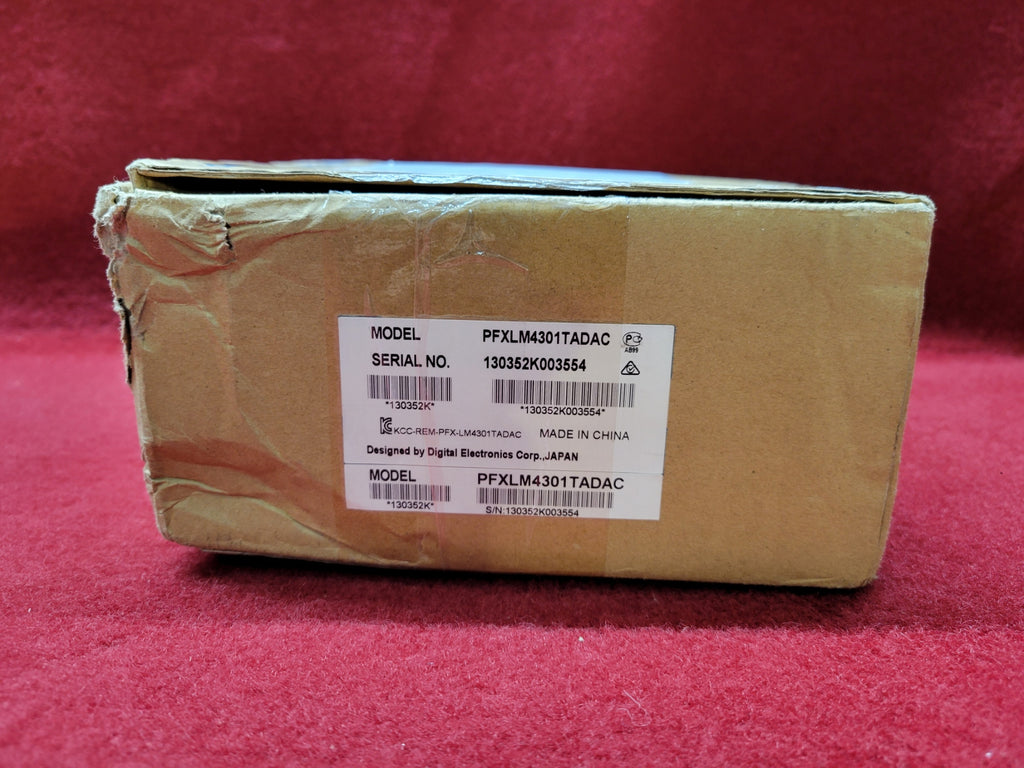 MODEL PFXLM4301TADAC
AB99
SERIAL NO. 130352K003554
*130352K* *130352K003554*
KCC-REM-PFX-LM4301TADAC MADE IN CHINA
Designed by Digital Electronics Corp.,JAPAN
MODEL PFXLM4301TADAC
*130352K* S/N:130352K003554